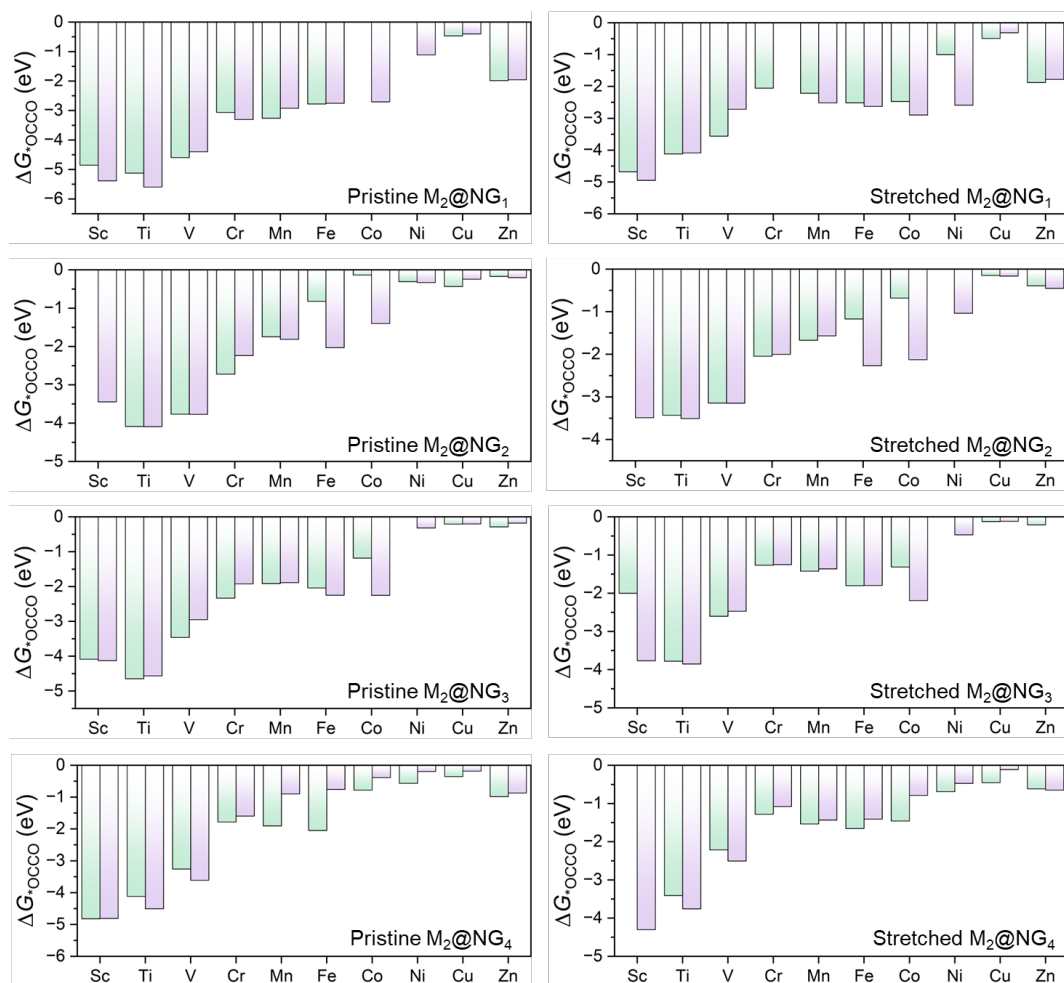 ΔG*OCCO (eV)
0
−1
−2
−3
−4
−5
−6
Pristine M₂@NG₁
Sc Ti V Cr Mn Fe Co Ni Cu Zn
ΔG*OCCO (eV)
0
−1
−2
−3
−4
−5
−6
Stretched M₂@NG₁
Sc Ti V Cr Mn Fe Co Ni Cu Zn
ΔG*OCCO (eV)
0
−1
−2
−3
−4
−5
Pristine M₂@NG₂
Sc Ti V Cr Mn Fe Co Ni Cu Zn
ΔG*OCCO (eV)
0
−1
−2
−3
−4
Stretched M₂@NG₂
Sc Ti V Cr Mn Fe Co Ni Cu Zn
ΔG*OCCO (eV)
0
−1
−2
−3
−4
−5
Pristine M₂@NG₃
Sc Ti V Cr Mn Fe Co Ni Cu Zn
ΔG*OCCO (eV)
0
−1
−2
−3
−4
−5
Stretched M₂@NG₃
Sc Ti V Cr Mn Fe Co Ni Cu Zn
ΔG*OCCO (eV)
0
−1
−2
−3
−4
−5
−6
Pristine M₂@NG₄
Sc Ti V Cr Mn Fe Co Ni Cu Zn
ΔG*OCCO (eV)
0
−1
−2
−3
−4
−5
Stretched M₂@NG₄
Sc Ti V Cr Mn Fe Co Ni Cu Zn